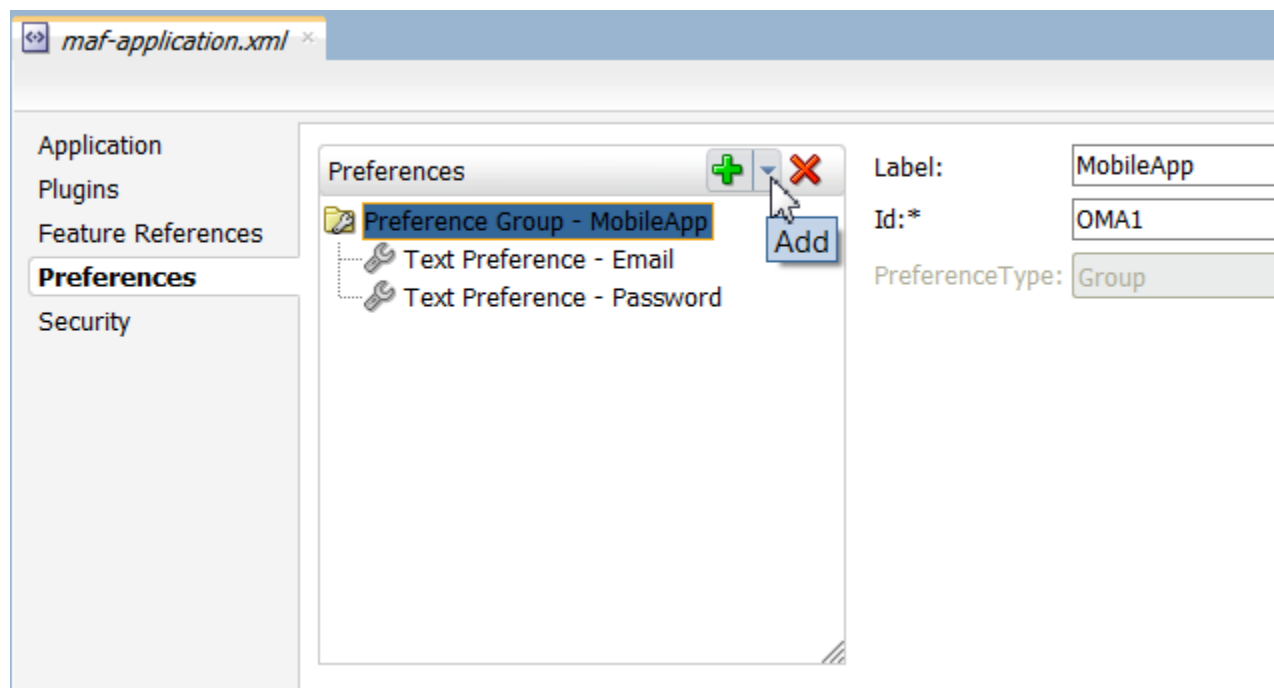 maf-application.xml
Application
Plugins
Feature References
Preferences
Security
Preferences
Preference Group - MobileApp
Text Preference - Email
Text Preference - Password
Add
Label: MobileApp
Id:* OMA1
PreferenceType: Group